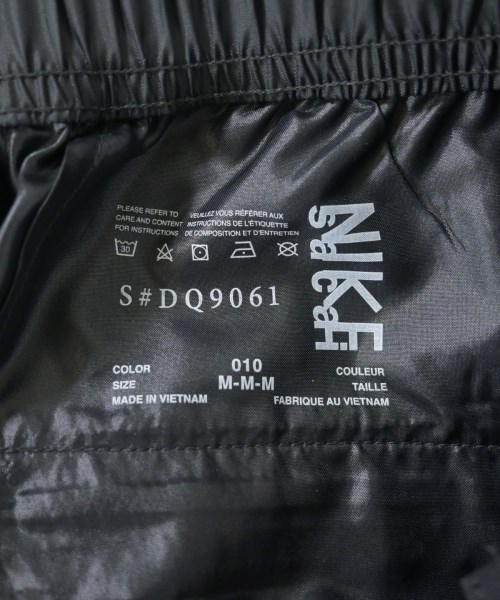 PLEASE REFER TO
CARE AND CONTENT
FOR INSTRUCTIONS
VEUILLEZ VOUS RÉFÉRER AUX
INSTRUCTIONS DE L'ÉTIQUETTE
DE COMPOSITION ET D'ENTRETIEN
30
S#DQ9061
NIKE
sacai
COLOR 010 COULEUR
SIZE M-M-M TAILLE
MADE IN VIETNAM FABRIQUE AU VIETNAM